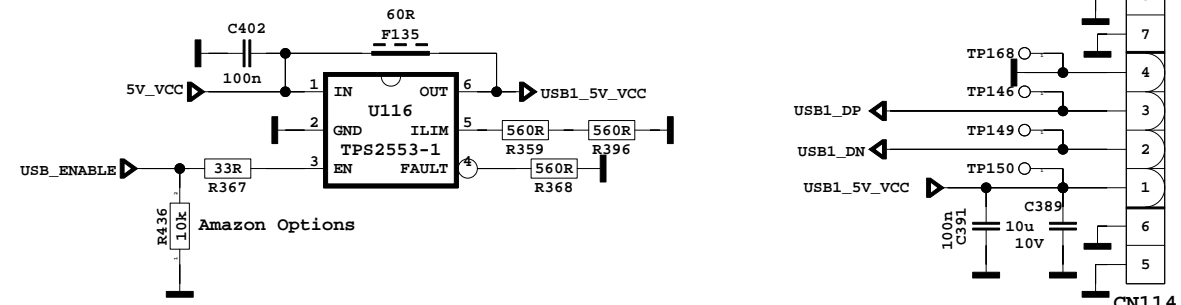 60R
C402
F135
100n
5V_VCC
1
IN
OUT
6
USB1_5V_VCC
U116
2
GND
ILIM
5
560R
560R
R359
R396
TPS2553-1
USB_ENABLE
33R
3
EN
FAULT
4
560R
R367
R368
R436
10k
Amazon Options
7
TP168
4
TP146
USB1_DP
3
TP149
USB1_DN
2
TP150
USB1_5V_VCC
1
C389
100n
C391
10u
10V
6
5
CN114